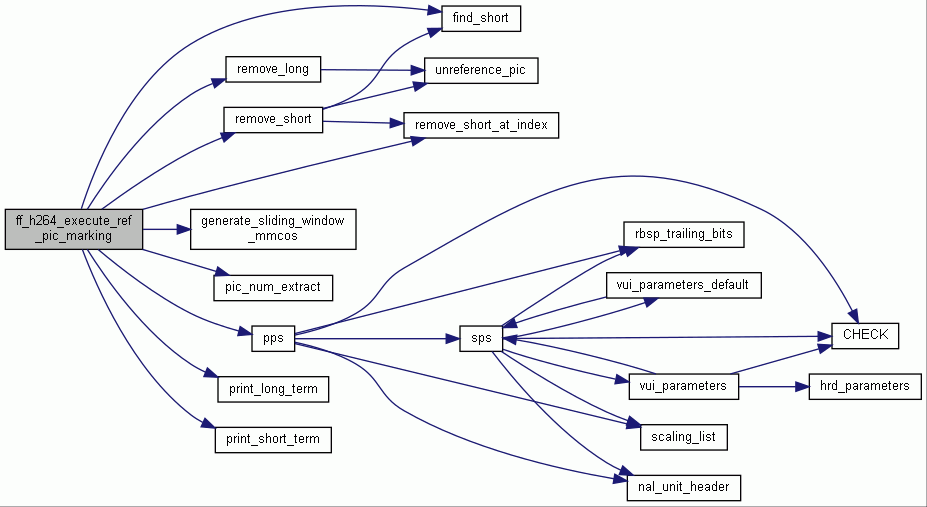 find_short
remove_long
unreference_pic
remove_short
remove_short_at_index
ff_h264_execute_ref
_pic_marking
generate_sliding_window
_mmcos
rbsp_trailing_bits
pic_num_extract
vui_parameters_default
pps
sps
CHECK
print_long_term
vui_parameters
hrd_parameters
print_short_term
scaling_list
nal_unit_header